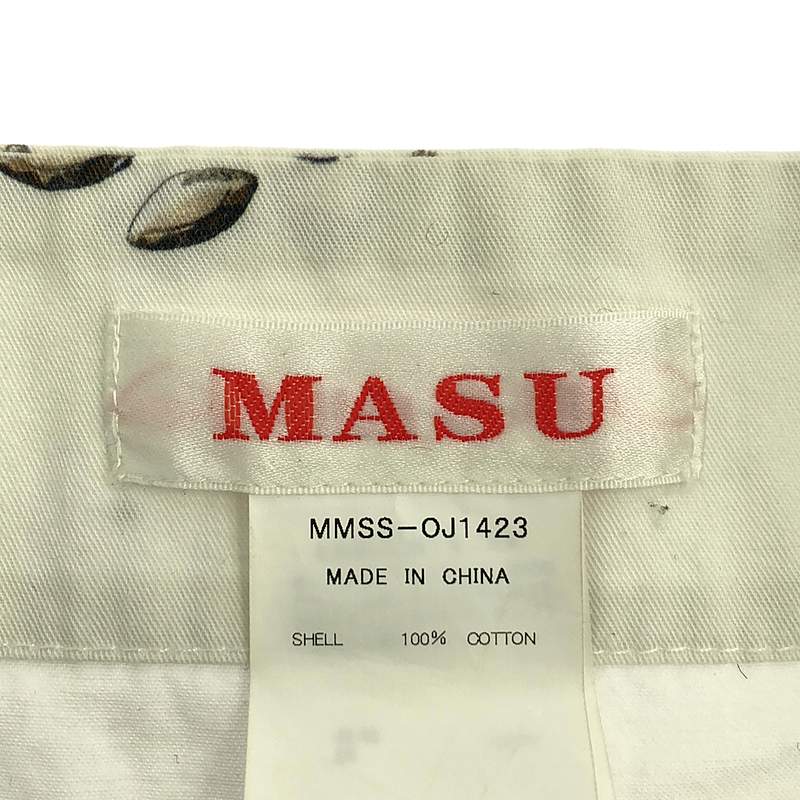 MASU
MMSS-OJ1423
MADE IN CHINA
SHELL 100% COTTON